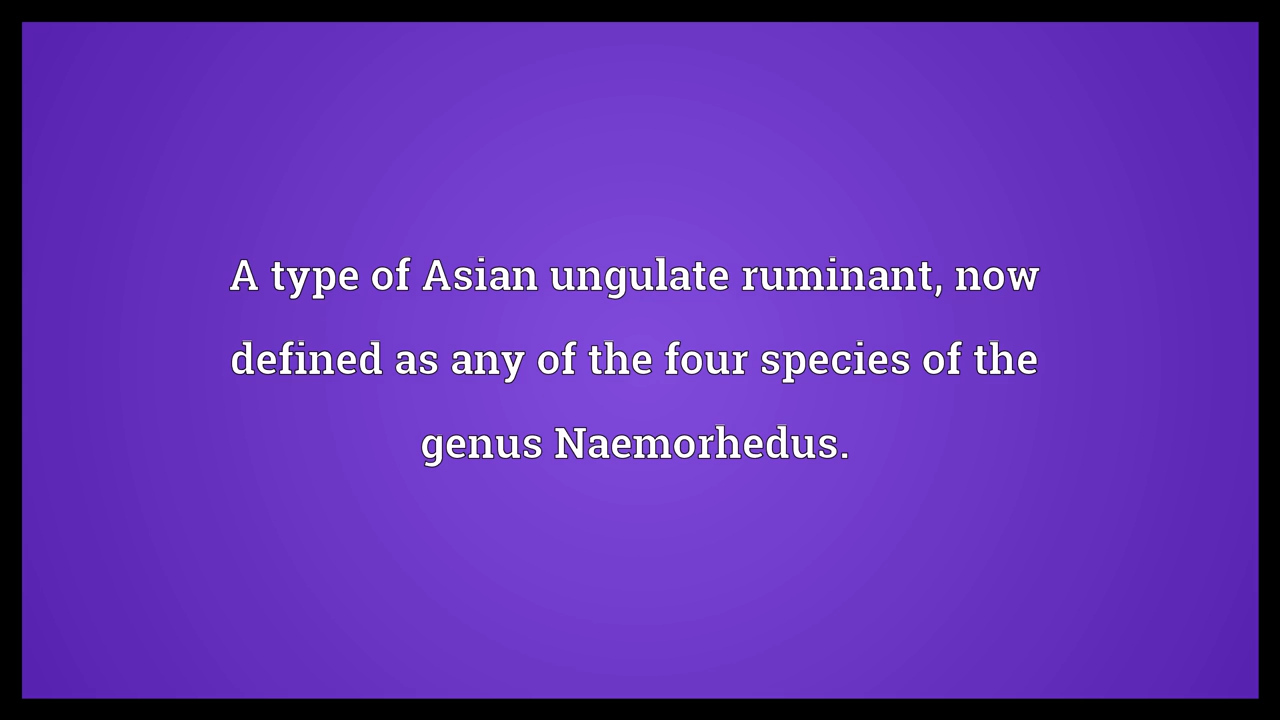 A type of Asian ungulate ruminant, now
defined as any of the four species of the
genus Naemorhedus.